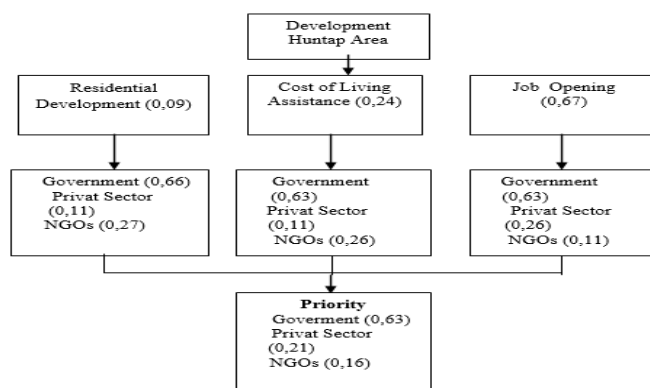 Development
Huntap Area
Residential
Development (0,09)
Cost of Living
Assistance (0,24)
Job Opening
(0,67)
Government (0,66)
Privat Sector
(0,11)
NGOs (0,27)
Government
(0,63)
Privat Sector
(0,11)
NGOs (0,26)
Government
(0,63)
Privat Sector
(0,26)
NGOs (0,11)
Priority
Goverment (0,63)
Privat Sector
(0,21)
NGOs (0,16)